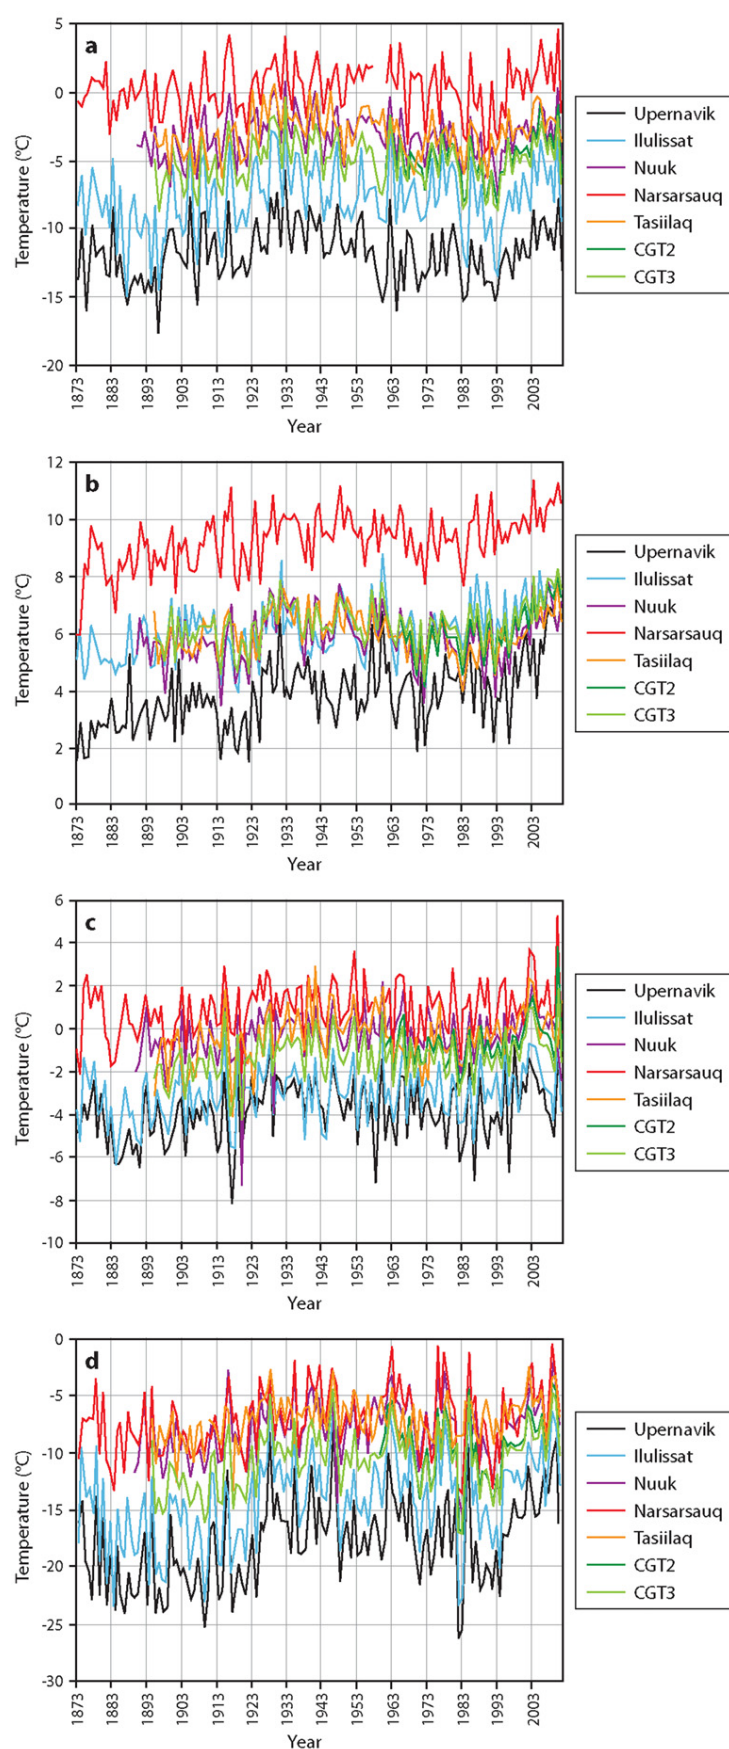 a
5
0
-5
-10
-15
-20
Temperature (°C)
1873
1883
1893
1903
1913
1923
1933
1943
1953
1963
1973
1983
1993
2003
Year
Upernavik
Ilulissat
Nuuk
Narsarsauq
Tasiilaq
CGT2
CGT3
b
12
10
8
6
4
2
0
Temperature (°C)
1873
1883
1893
1903
1913
1923
1933
1943
1953
1963
1973
1983
1993
2003
Year
Upernavik
Ilulissat
Nuuk
Narsarsauq
Tasiilaq
CGT2
CGT3
c
6
4
2
0
-2
-4
-6
-8
-10
Temperature (°C)
1873
1883
1893
1903
1913
1923
1933
1943
1953
1963
1973
1983
1993
2003
Year
Upernavik
Ilulissat
Nuuk
Narsarsauq
Tasiilaq
CGT2
CGT3
d
0
-5
-10
-15
-20
-25
-30
Temperature (°C)
1873
1883
1893
1903
1913
1923
1933
1943
1953
1963
1973
1983
1993
2003
Year
Upernavik
Ilulissat
Nuuk
Narsarsauq
Tasiilaq
CGT2
CGT3